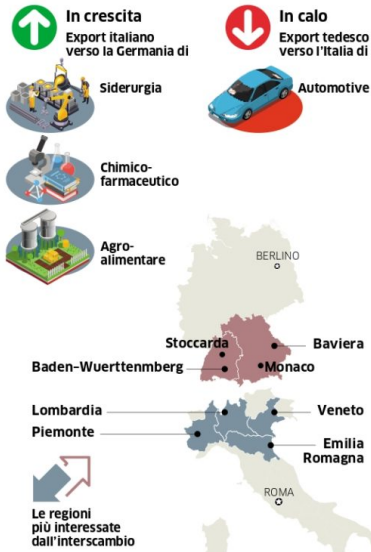 In crescita
Export italiano
verso la Germania di
Siderurgia
Chimico-
farmaceutico
Agro-
alimentare
In calo
Export tedesco
verso l'Italia di
Automotive
BERLINO
Stoccarda
Baviera
Baden-Wuerttenmberg
Monaco
Lombardia
Veneto
Piemonte
Emilia
Romagna
ROMA
Le regioni
più interessate
dall'interscambio